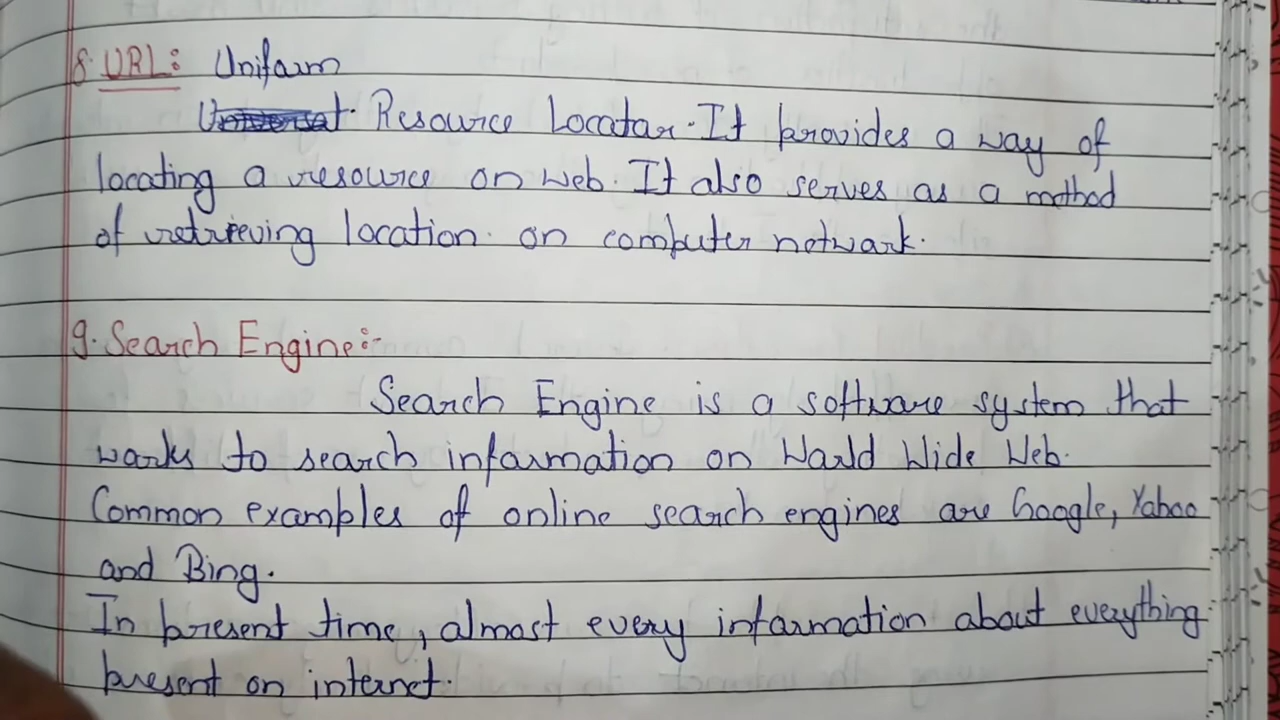 8. URL: Uniform
Universal Resource Locator. It provides a way of
locating a resource on web. It also serves as a method
of retrieving location. on computer network.
9. Search Engine:-
Search Engine is a software system that
works to search information on World Wide Web.
Common examples of online search engines are Google, Yahoo
and Bing.
In present time, almost every information about everything
present on internet.